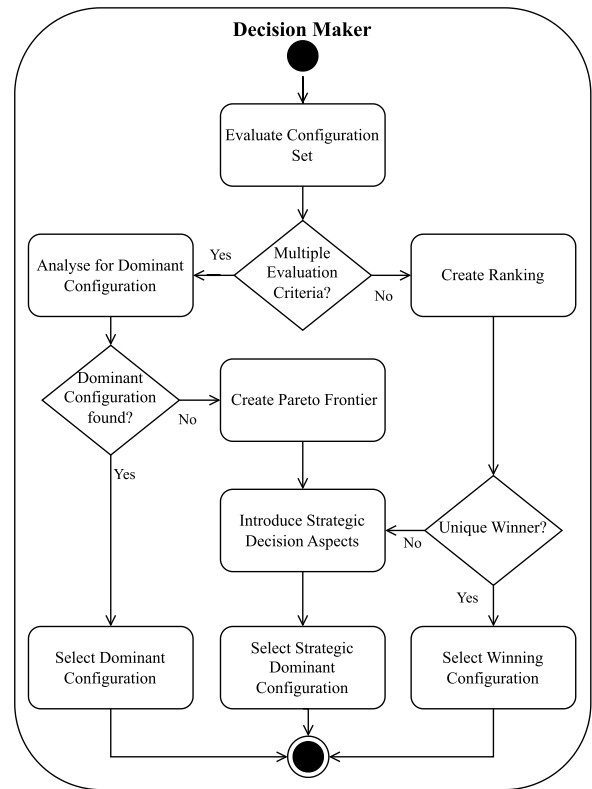 Decision Maker
Evaluate Configuration
Set
Multiple
Evaluation
Criteria?
Yes
No
Analyse for Dominant
Configuration
Create Ranking
Dominant
Configuration
found?
No
Yes
Create Pareto Frontier
Introduce Strategic
Decision Aspects
Unique Winner?
No
Yes
Select Dominant
Configuration
Select Strategic
Dominant
Configuration
Select Winning
Configuration